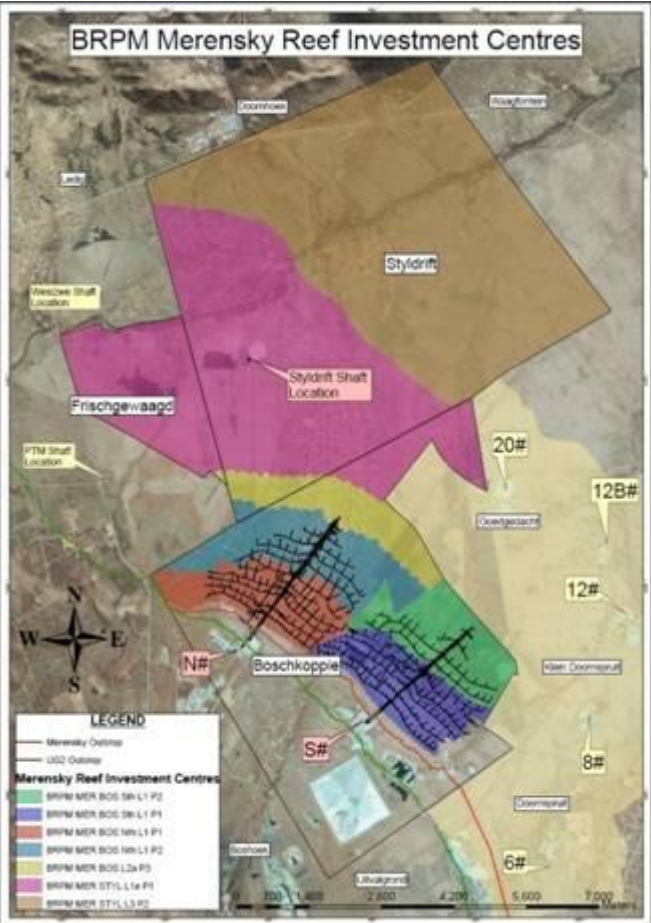 BRPM Merensky Reef Investment Centres
Doornhoek
Waagfontein
Ledig
Styldrift
Wesizwe Shaft
Location
Styldrift Shaft
Location
Frischgewaagd
PTM Shaft
Location
20#
12B#
Goedgedacht
12#
N
W
E
S
N#
Boschkoppie
Klein Doornspruit
S#
8#
LEGEND
Merensky Outcrop
UG2 Outcrop
Merensky Reef Investment Centres
BRPM MER BOS Sth L1 P2
BRPM MER BOS Sth L1 P1
BRPM MER BOS Nth L1 P1
BRPM MER BOS Nth L1 P2
BRPM MER BOS L2a P3
BRPM MER STYL L1a P1
BRPM MER STYL L3 P2
Doornspruit
Boshoek
Uitvalgrond
6#
0 700 1,400 2,800 4,200 5,600 7,000
Meters